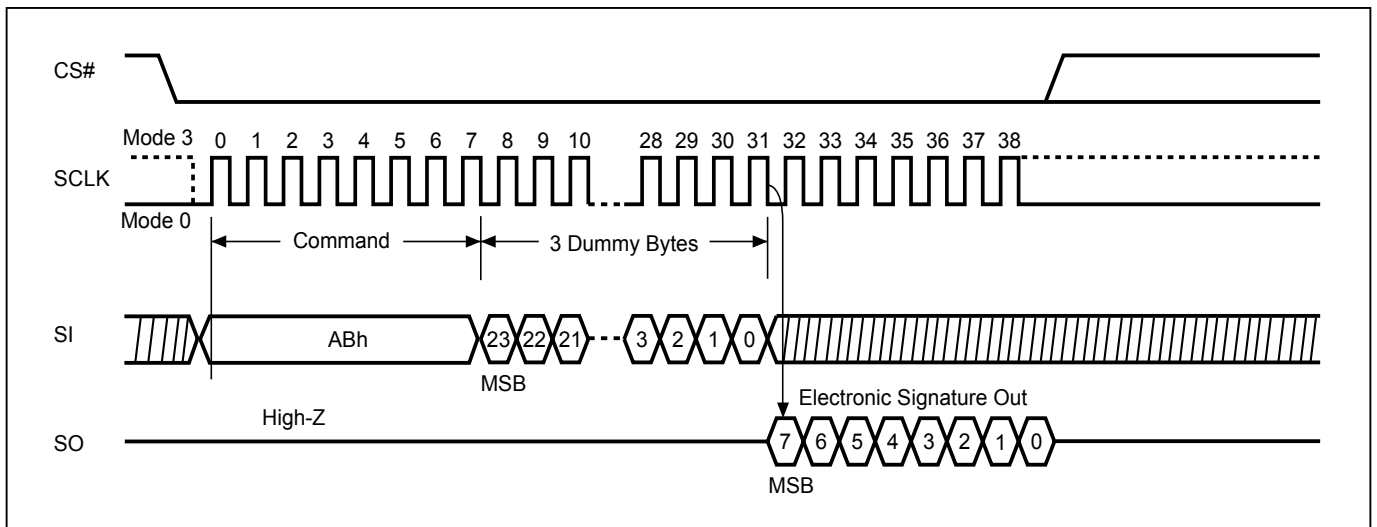 CS#
Mode 3
0 1 2 3 4 5 6 7 8 9 10 28 29 30 31 32 33 34 35 36 37 38
SCLK
Mode 0
Command
3 Dummy Bytes
SI
ABh
23 22 21 3 2 1 0
MSB
Electronic Signature Out
High-Z
SO
7 6 5 4 3 2 1 0
MSB